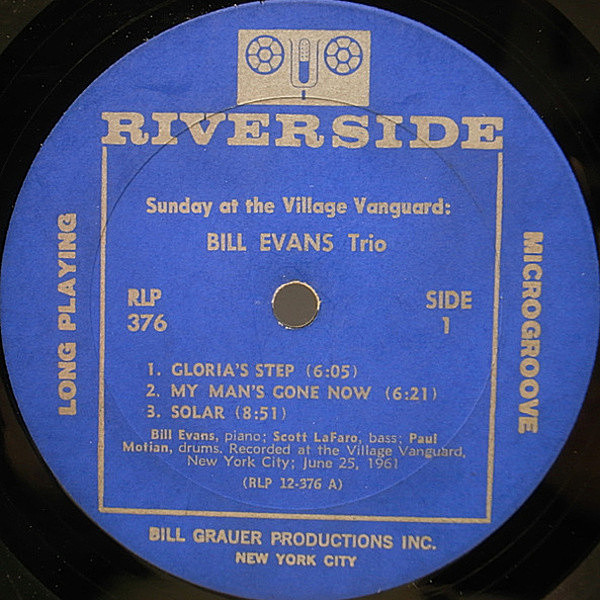 RIVERSIDE
Sunday at the Village Vanguard:
BILL EVANS Trio
RLP
376
SIDE
1
LONG PLAYING
MICROGROOVE
1. GLORIA'S STEP (6:05)
2. MY MAN'S GONE NOW (6:21)
3. SOLAR (8:51)
Bill Evans, piano; Scott LaFaro, bass; Paul
Motian, drums. Recorded at the Village Vanguard,
New York City; June 25, 1961
(RLP 12-376 A)
BILL GRAUER PRODUCTIONS INC.
NEW YORK CITY